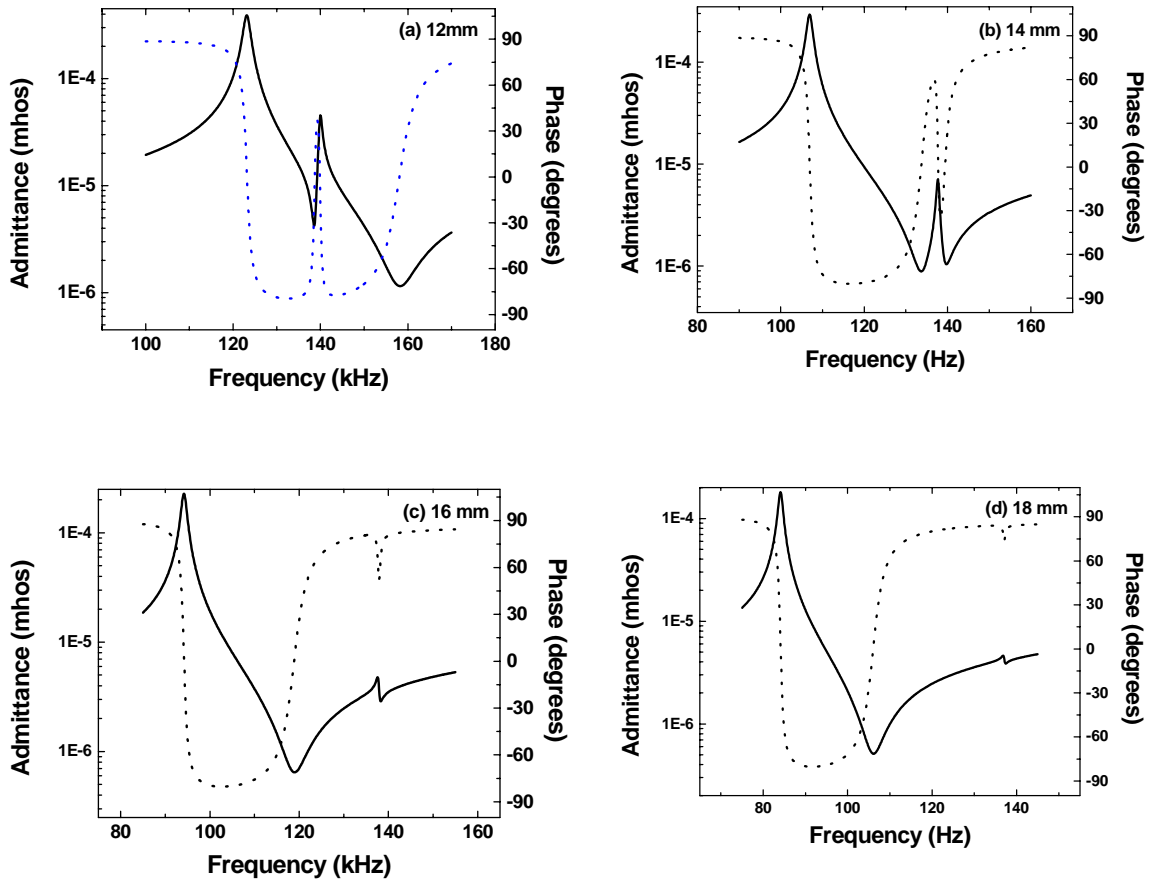 (a) 12mm
Admittance (mhos)
1E-4
1E-5
1E-6
90
60
30
0
-30
-60
-90
Phase (degrees)
100 120 140 160 180
Frequency (kHz)
(b) 14 mm
Admittance (mhos)
1E-4
1E-5
1E-6
90
60
30
0
-30
-60
-90
Phase (degrees)
80 100 120 140 160
Frequency (Hz)
(c) 16 mm
Admittance (mhos)
1E-4
1E-5
1E-6
90
60
30
0
-30
-60
-90
Phase (degrees)
80 100 120 140 160
Frequency (kHz)
(d) 18 mm
Admittance (mhos)
1E-4
1E-5
1E-6
90
60
30
0
-30
-60
-90
Phase (degrees)
80 100 120 140
Frequency (Hz)